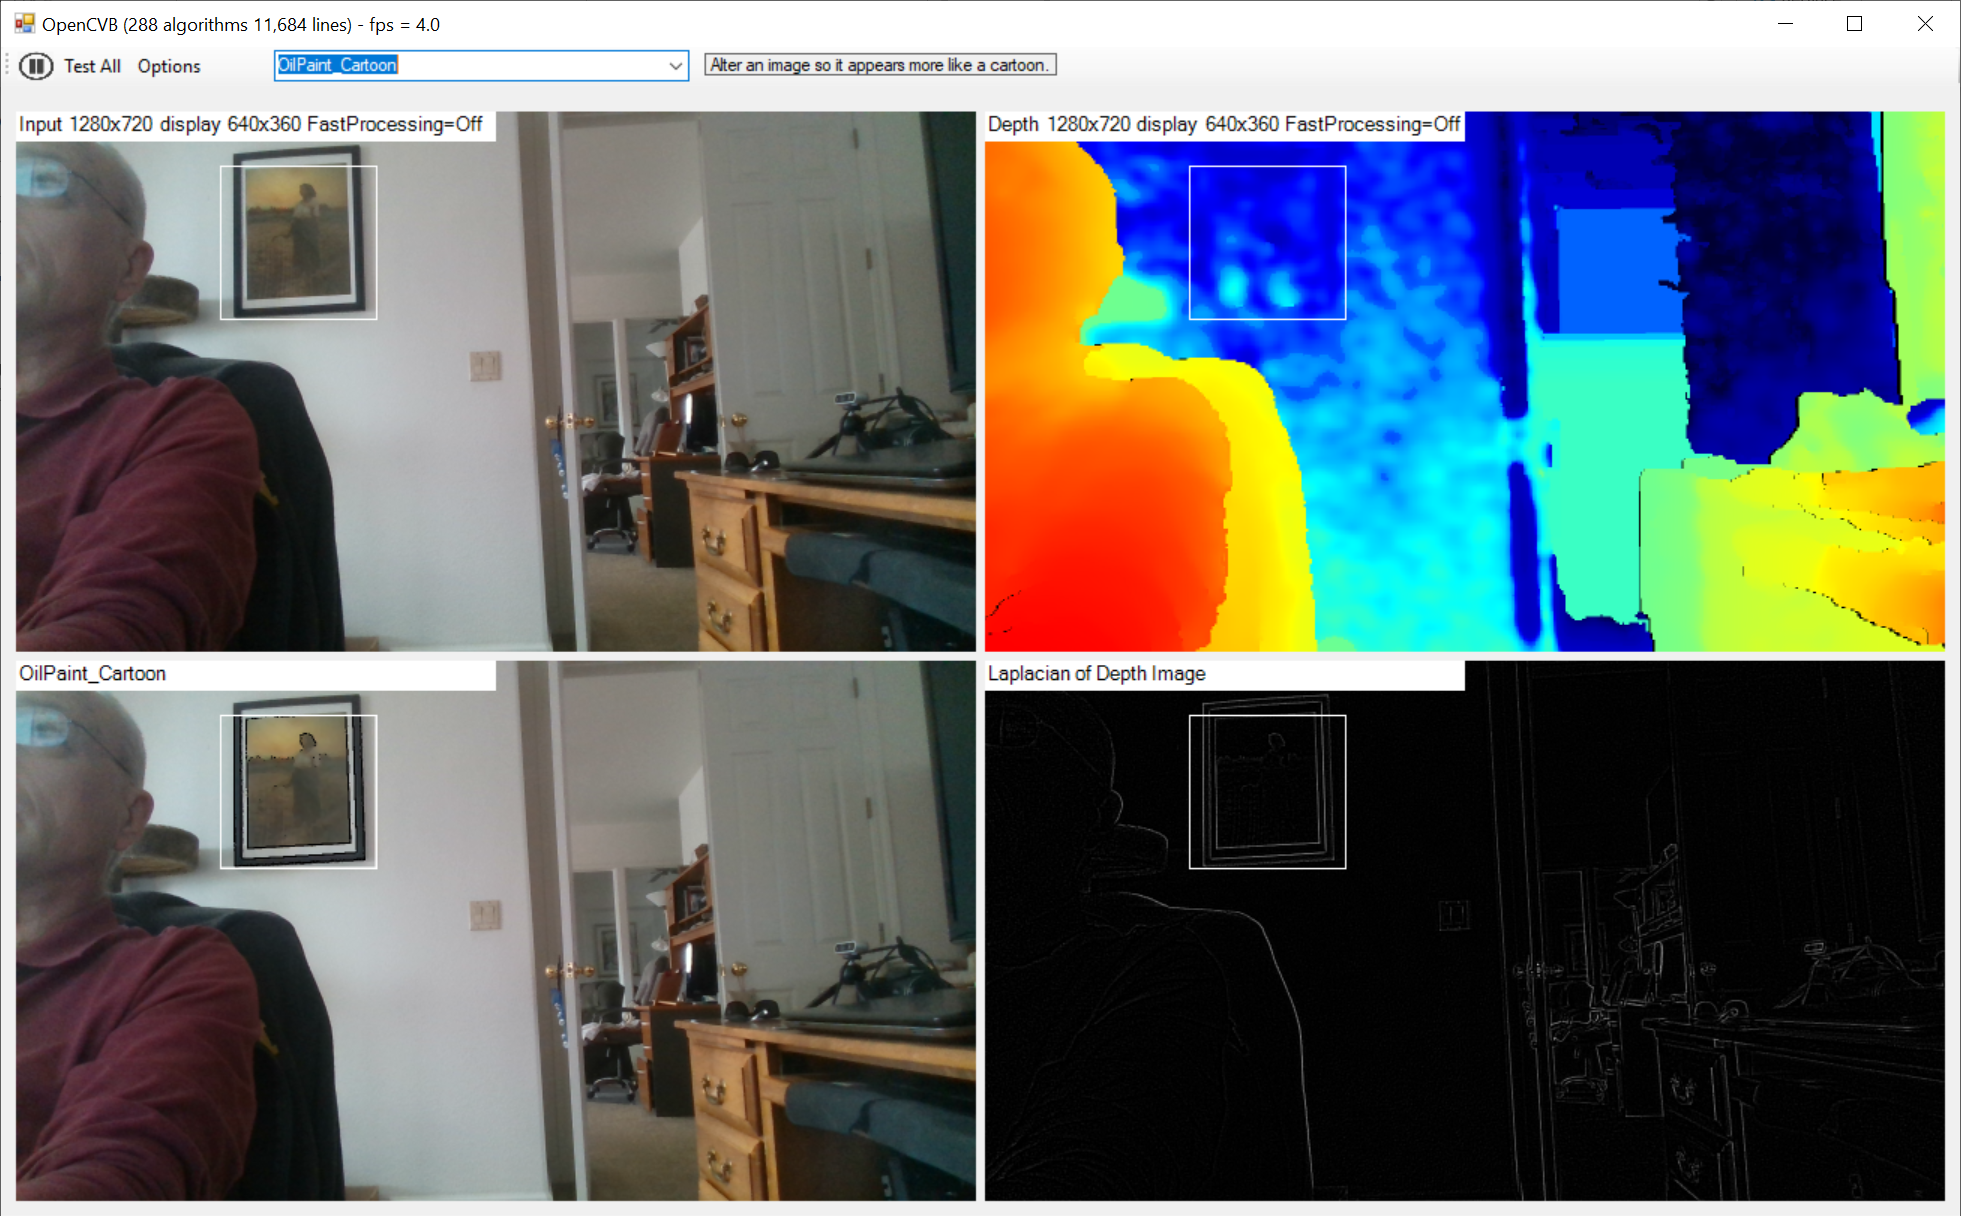 OpenCVB (288 algorithms 11,684 lines) - fps = 4.0
Test All Options OilPaint_Cartoon Alter an image so it appears more like a cartoon.
Input 1280x720 display 640x360 FastProcessing=Off
Depth 1280x720 display 640x360 FastProcessing=Off
OilPaint_Cartoon
Laplacian of Depth Image